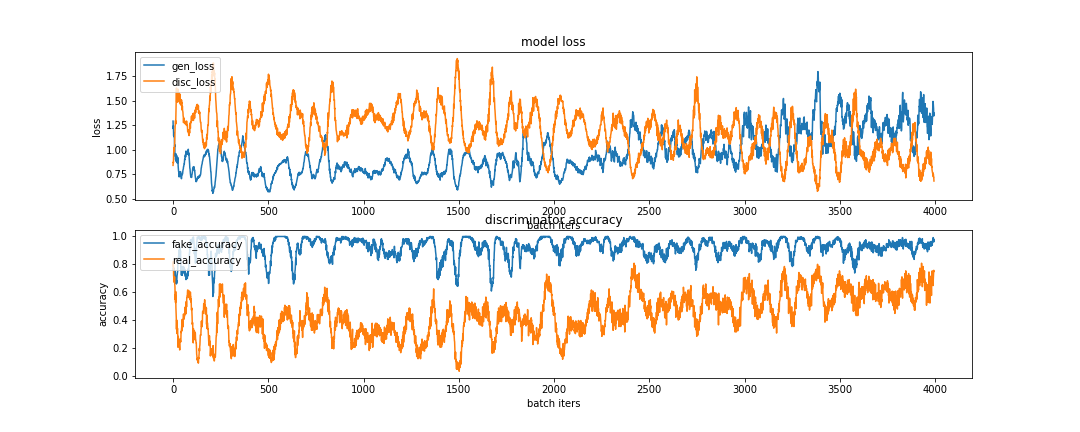 model loss
gen_loss
disc_loss
loss
1.75
1.50
1.25
1.00
0.75
0.50
0 500 1000 1500 2000 2500 3000 3500 4000
batch iters
discriminator accuracy
fake_accuracy
real_accuracy
accuracy
1.0
0.8
0.6
0.4
0.2
0.0
0 500 1000 1500 2000 2500 3000 3500 4000
batch iters